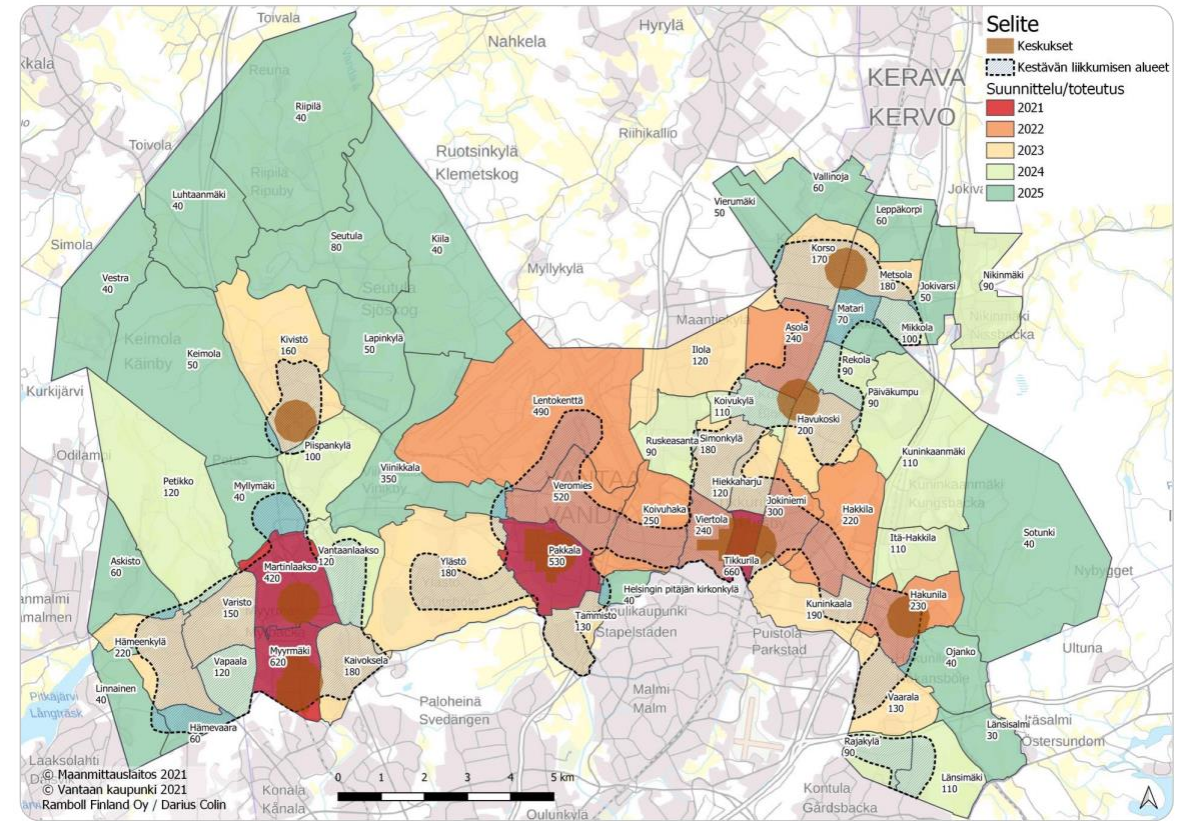 Selite
Keskukset
Kestävän liikkumisen alueet
Suunnittelu/toteutus
2021
2022
2023
2024
2025
Toivala
Nahkela
Hyrylä
KERAVA
KERVO
Reuna
Riipilä
40
Toivola
Riihikallio
Ruotsinkylä
Klemetskog
Riipilä
Ripuby
Vallinoja
60
Luhtaanmäki
40
Vierumäki
50
Leppäkorpi
60
Simola
Seutula
80
Kiila
40
Korso
170
Myllykylä
Metsola
180
Jokivarsi
50
Nikinmäki
90
Vestra
40
Seutula
Sjöskog
Matari
70
Mikkola
100
Keimola
Käinby
Kivistö
160
Lapinkylä
50
Asola
240
Keimola
50
Ilola
120
Rekola
90
Kurkijärvi
Päiväkumpu
90
Lentokenttä
490
Koivukylä
110
Havukoski
200
Piispankylä
100
Ruskeasanta
90
Simonkylä
180
Kuninkaanmäki
110
Petikko
120
Viinikkala
350
Myllymäki
40
Veromies
520
Hiekkaharju
120
Jokiniemi
300
Koivuhaka
250
Viertola
240
Hakkila
220
Itä-Hakkila
110
Sotunki
40
Askisto
60
Martinlaakso
420
Vantaanlaakso
120
Ylästö
180
Pakkala
530
Tikkurila
660
Nybygget
Helsingin pitäjän kirkonkylä
40
Hakunila
230
Varisto
150
Kuninkaala
190
Tammisto
130
Stapelstaden
Puistola
Parkstad
Hämeenkylä
220
Vapaala
120
Myyrmäki
620
Kaivoksela
180
Ojanko
40
Ultuna
Linnainen
40
Pitkäjärvi
Långträsk
Paloheinä
Svedängen
Malmi
Malm
Vaarala
130
Hämevaara
60
Länsisalmi
30
Östersundom
Rajakylä
90
Länsimäki
110
Laaksolahti
© Maanmittauslaitos 2021
© Vantaan kaupunki 2021
Ramboll Finland Oy / Darius Colin
Konala
Kånala
0 1 2 3 4 5 km
Oulunkylä
Kontula
Gårdsbacka